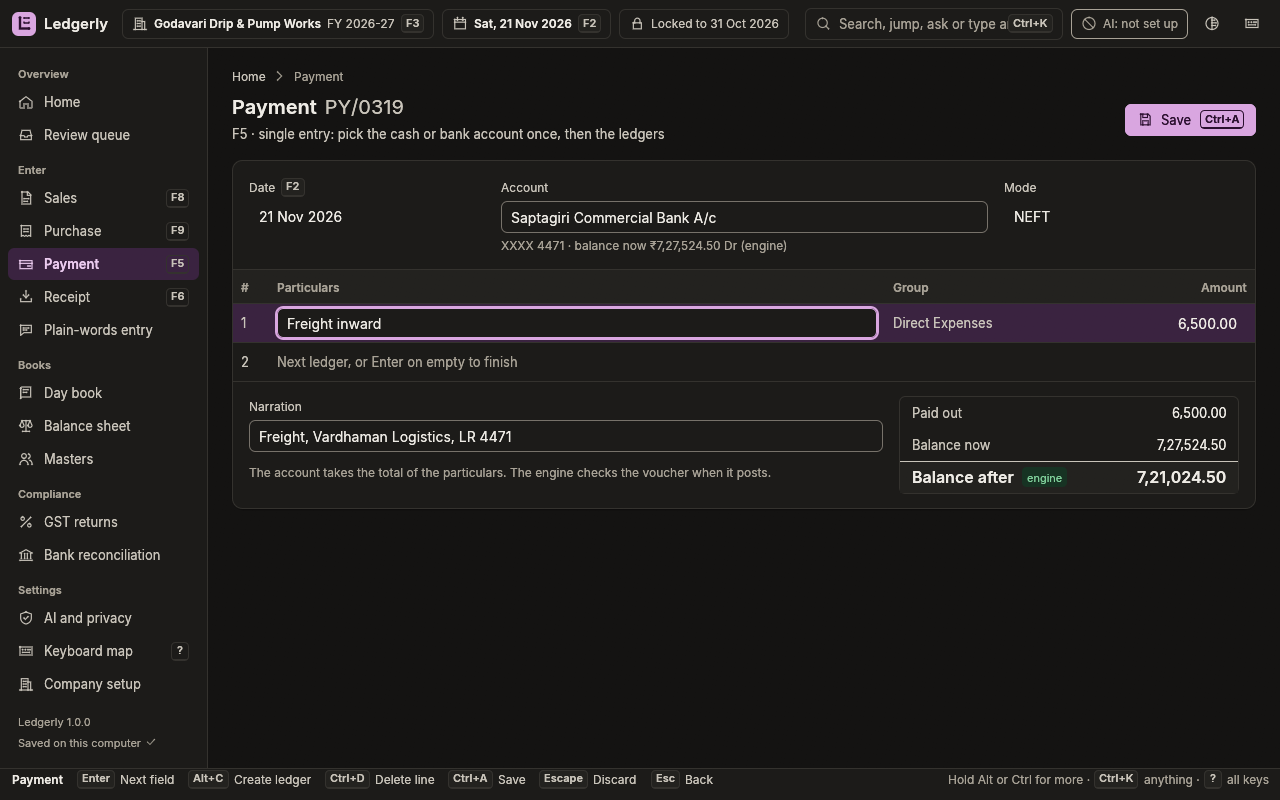 Ledgerly
Godavari Drip & Pump Works FY 2026-27 F3
Sat, 21 Nov 2026 F2
Locked to 31 Oct 2026
Search, jump, ask or type a Ctrl+K
AI: not set up
Overview
Home
Review queue
Enter
Sales F8
Purchase F9
Payment F5
Receipt F6
Plain-words entry
Books
Day book
Balance sheet
Masters
Compliance
GST returns
Bank reconciliation
Settings
AI and privacy
Keyboard map ?
Company setup
Ledgerly 1.0.0
Saved on this computer
Home Payment
Payment PY/0319
F5 · single entry: pick the cash or bank account once, then the ledgers
Save Ctrl+A
Date F2 Account Mode
21 Nov 2026 Saptagiri Commercial Bank A/c NEFT
XXXX 4471 · balance now ₹7,27,524.50 Dr (engine)
# Particulars Group Amount
1 Freight inward Direct Expenses 6,500.00
2 Next ledger, or Enter on empty to finish
Narration
Freight, Vardhaman Logistics, LR 4471
The account takes the total of the particulars. The engine checks the voucher when it posts.
Paid out 6,500.00
Balance now 7,27,524.50
Balance after engine 7,21,024.50
Payment Enter Next field Alt+C Create ledger Ctrl+D Delete line Ctrl+A Save Escape Discard Esc Back
Hold Alt or Ctrl for more · Ctrl+K anything · ? all keys